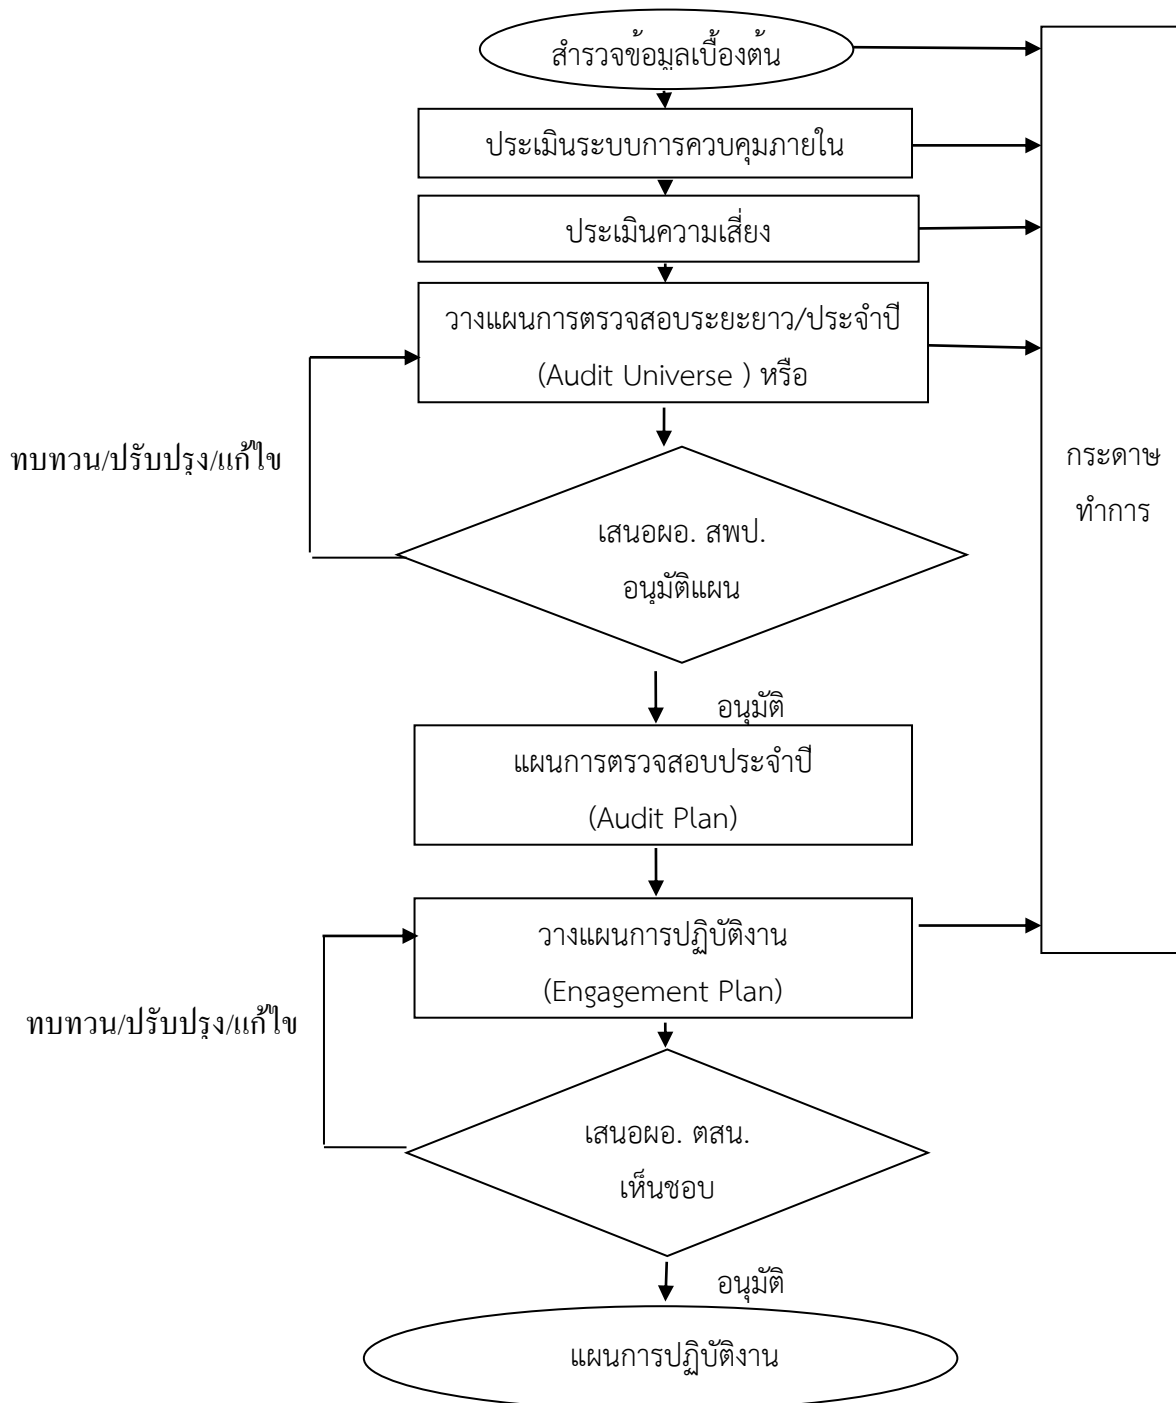 สำรวจข้อมูลเบื้องต้น
ประเมินระบบการควบคุมภายใน
ประเมินความเสี่ยง
วางแผนการตรวจสอบระยะยาว/ประจำปี
(Audit Universe ) หรือ
ทบทวน/ปรับปรุง/แก้ไข
กระดาษ
ทำการ
เสนอผอ. สพป.
อนุมัติแผน
อนุมัติ
แผนการตรวจสอบประจำปี
(Audit Plan)
วางแผนการปฏิบัติงาน
(Engagement Plan)
ทบทวน/ปรับปรุง/แก้ไข
เสนอผอ. ตสน.
เห็นชอบ
อนุมัติ
แผนการปฏิบัติงาน